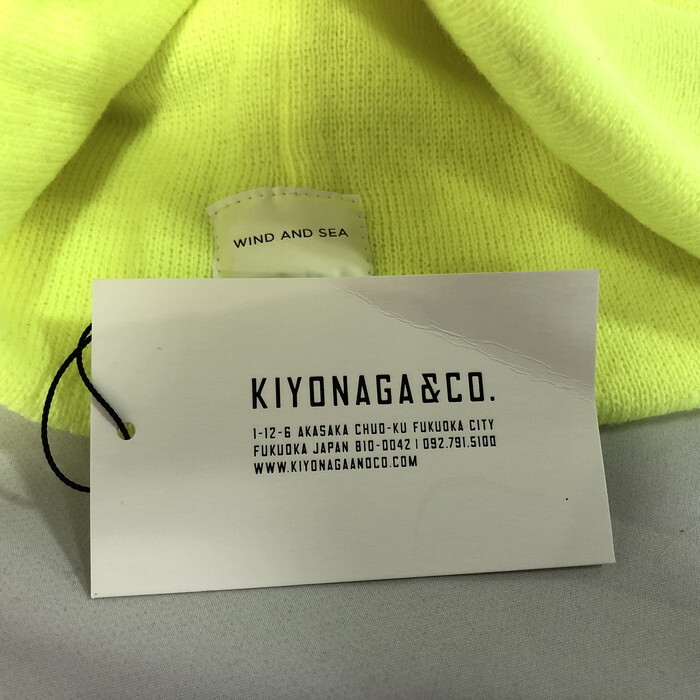 WIND AND SEA
KIYONAGA&CO.
1-12-6 AKASAKA CHUO-KU FUKUOKA CITY
FUKUOKA JAPAN 810-0042 | 092.791.5100
WWW.KIYONAGAANDCO.COM